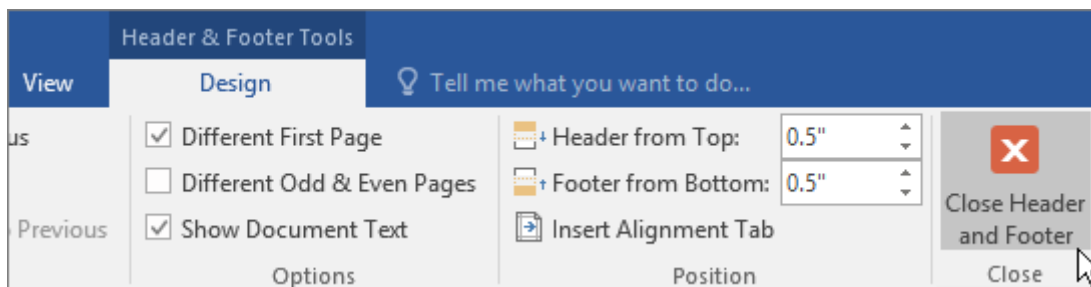 Header & Footer Tools
View Design Tell me what you want to do...
us Different First Page Header from Top: 0.5"
Different Odd & Even Pages Footer from Bottom: 0.5"
Previous Show Document Text Insert Alignment Tab
Close Header
and Footer
Options Position Close